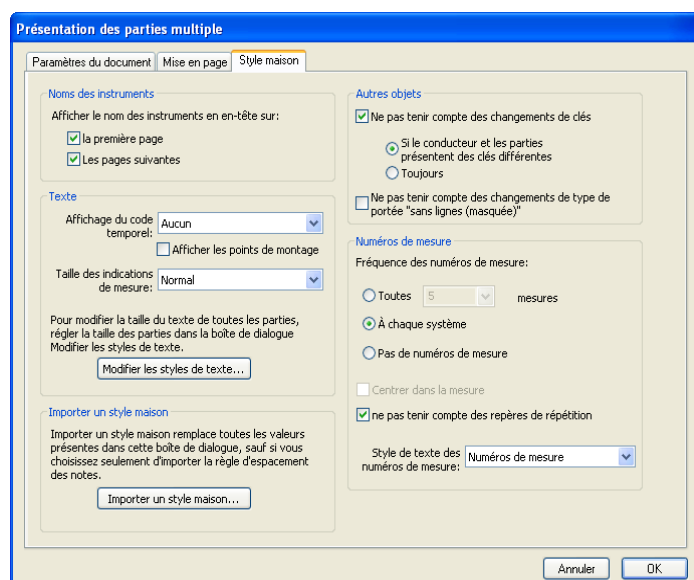 Présentation des parties multiple
Paramètres du document
Mise en page
Style maison
Noms des instruments
Afficher le nom des instruments en en-tête sur:
la première page
Les pages suivantes
Texte
Affichage du code
temporel:
Aucun
Afficher les points de montage
Taille des indications
de mesure:
Normal
Pour modifier la taille du texte de toutes les parties,
régler la taille des parties dans la boîte de dialogue
Modifier les styles de texte.
Modifier les styles de texte...
Importer un style maison
Importer un style maison remplace toutes les valeurs
présentes dans cette boîte de dialogue, sauf si vous
choisissez seulement d'importer la règle d'espacement
des notes.
Importer un style maison...
Autres objets
Ne pas tenir compte des changements de clés
Si le conducteur et les parties
présentent des clés différentes
Toujours
Ne pas tenir compte des changements de type de
portée "sans lignes (masquée)"
Numéros de mesure
Fréquence des numéros de mesure:
Toutes 5 mesures
À chaque système
Pas de numéros de mesure
Centrer dans la mesure
ne pas tenir compte des repères de répétition
Style de texte des
numéros de mesure:
Numéros de mesure
Annuler
OK